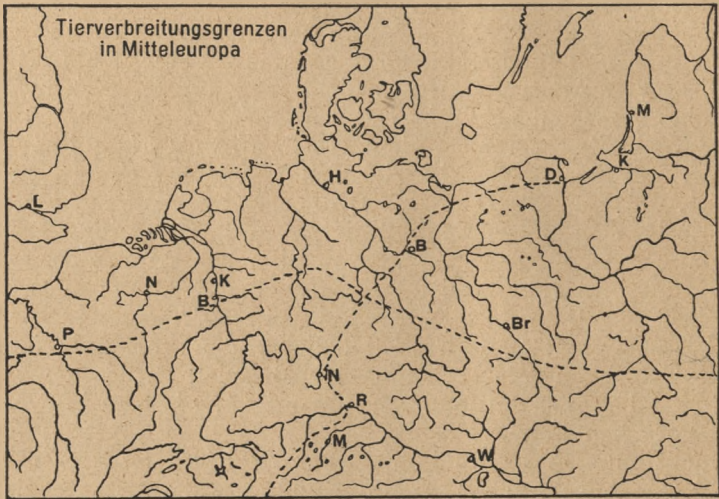 Tierverbreitungsgrenzen
in Mitteleuropa
M
K
L
H.
D
B
N
K
B
P
Br
N
R
M
W